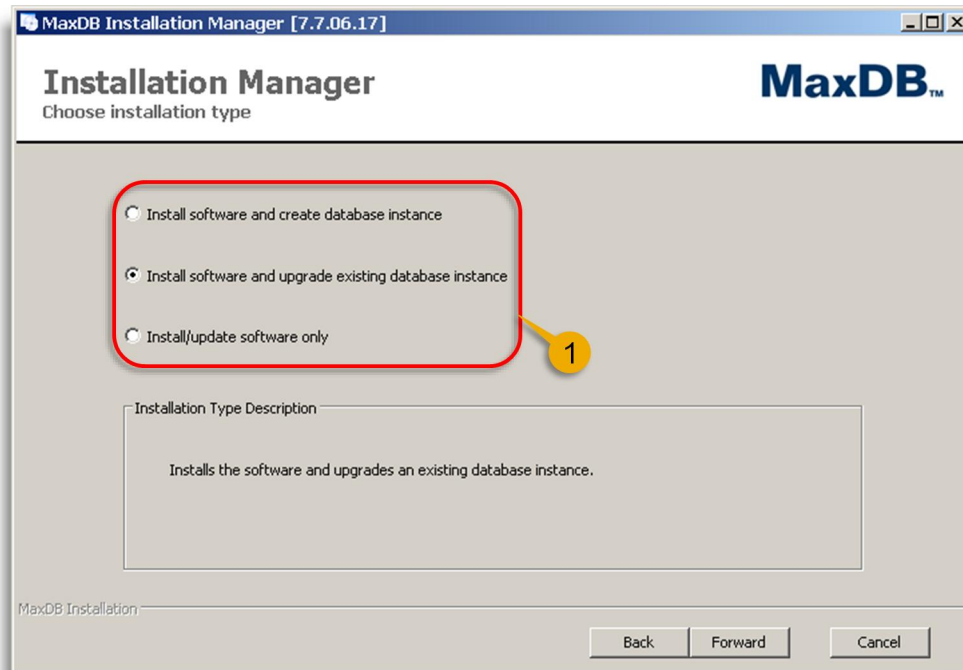 MaxDB Installation Manager [7.7.06.17]
Installation Manager
Choose installation type
MaxDB™
Install software and create database instance
Install software and upgrade existing database instance
Install/update software only
1
Installation Type Description
Installs the software and upgrades an existing database instance.
MaxDB Installation
Back Forward Cancel